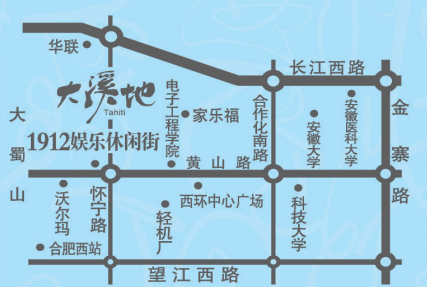 华联
长江西路
大溪地
Tahiti
电子工程学院
家乐福
合作化南路
安徽大学
安徽医科大学
金寨路
大蜀山
1912娱乐休闲街
黄山路
沃尔玛
怀宁路
轻机厂
西环中心广场
科技大学
合肥西站
望江西路